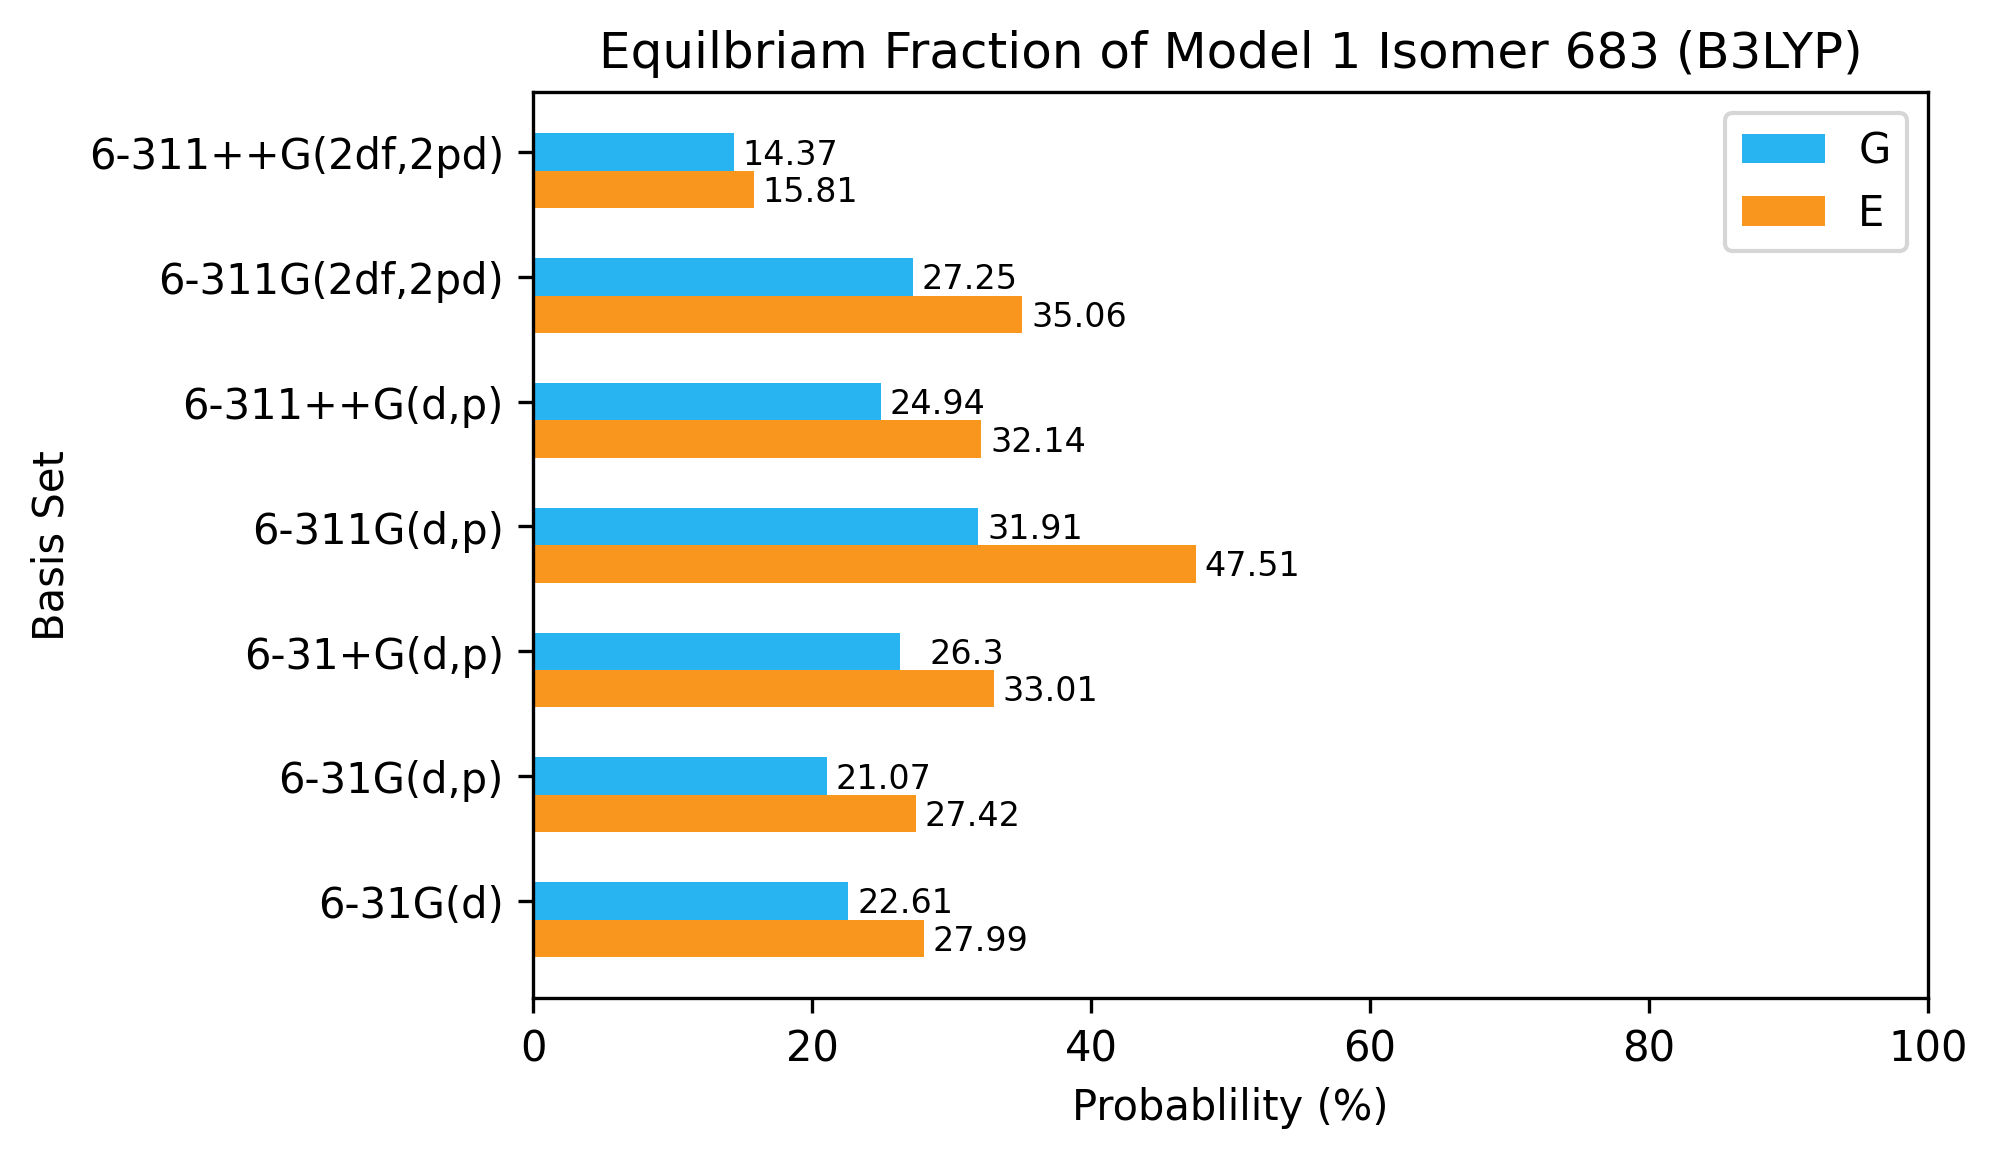 Equilbriam Fraction of Model 1 Isomer 683 (B3LYP)
G
E
6-311++G(2df,2pd)
14.37
15.81
6-311G(2df,2pd)
27.25
35.06
6-311++G(d,p)
24.94
32.14
6-311G(d,p)
31.91
47.51
6-31+G(d,p)
26.3
33.01
6-31G(d,p)
21.07
27.42
6-31G(d)
22.61
27.99
Basis Set
0 20 40 60 80 100
Probablility (%)